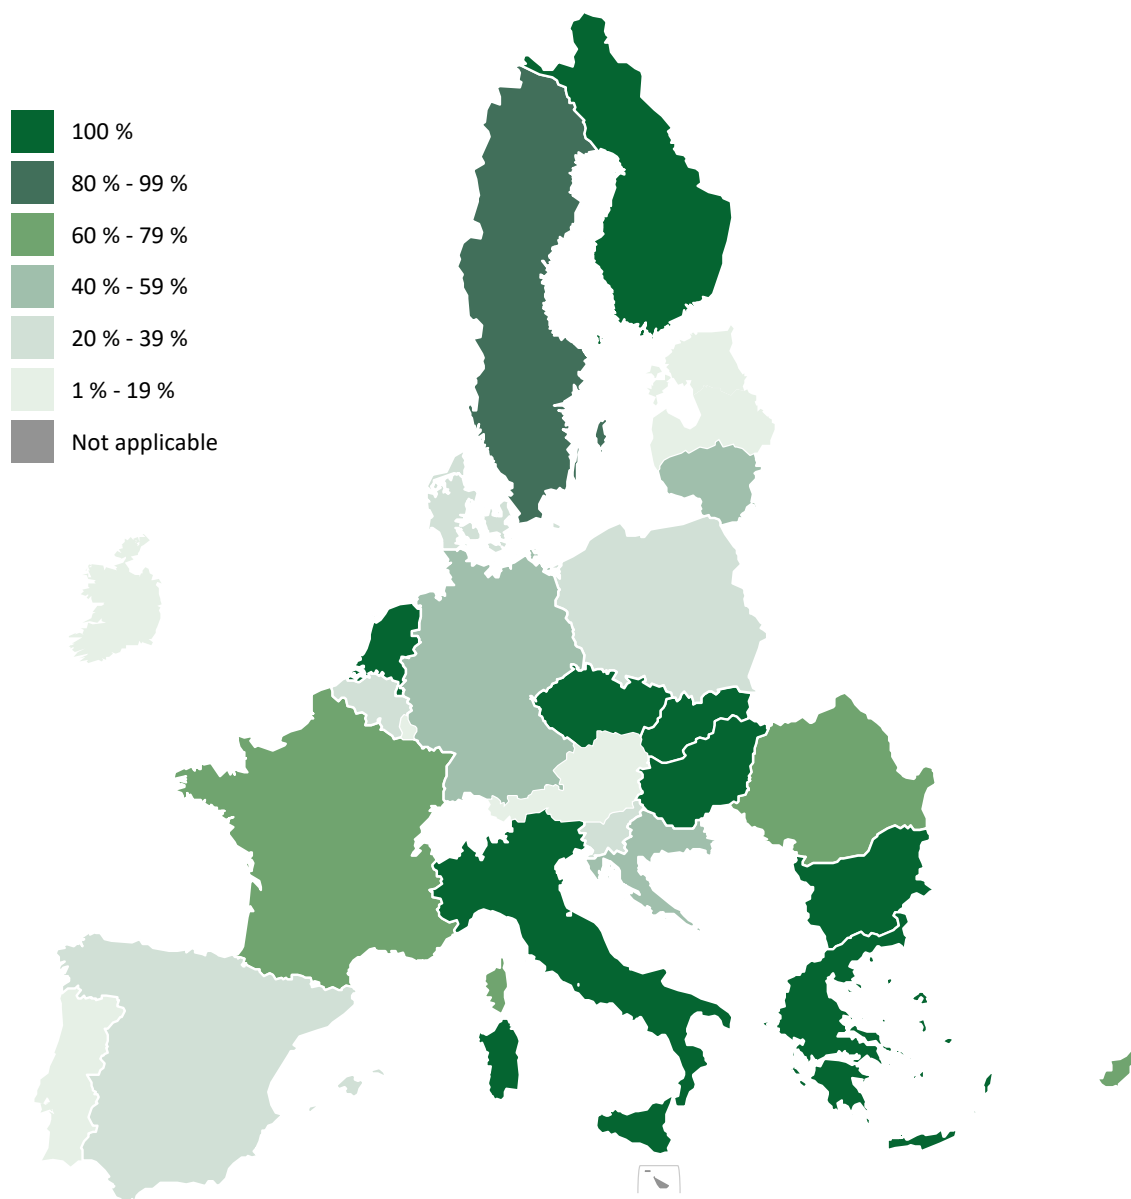 100 %
80 % - 99 %
60 % - 79 %
40 % - 59 %
20 % - 39 %
1 % - 19 %
Not applicable